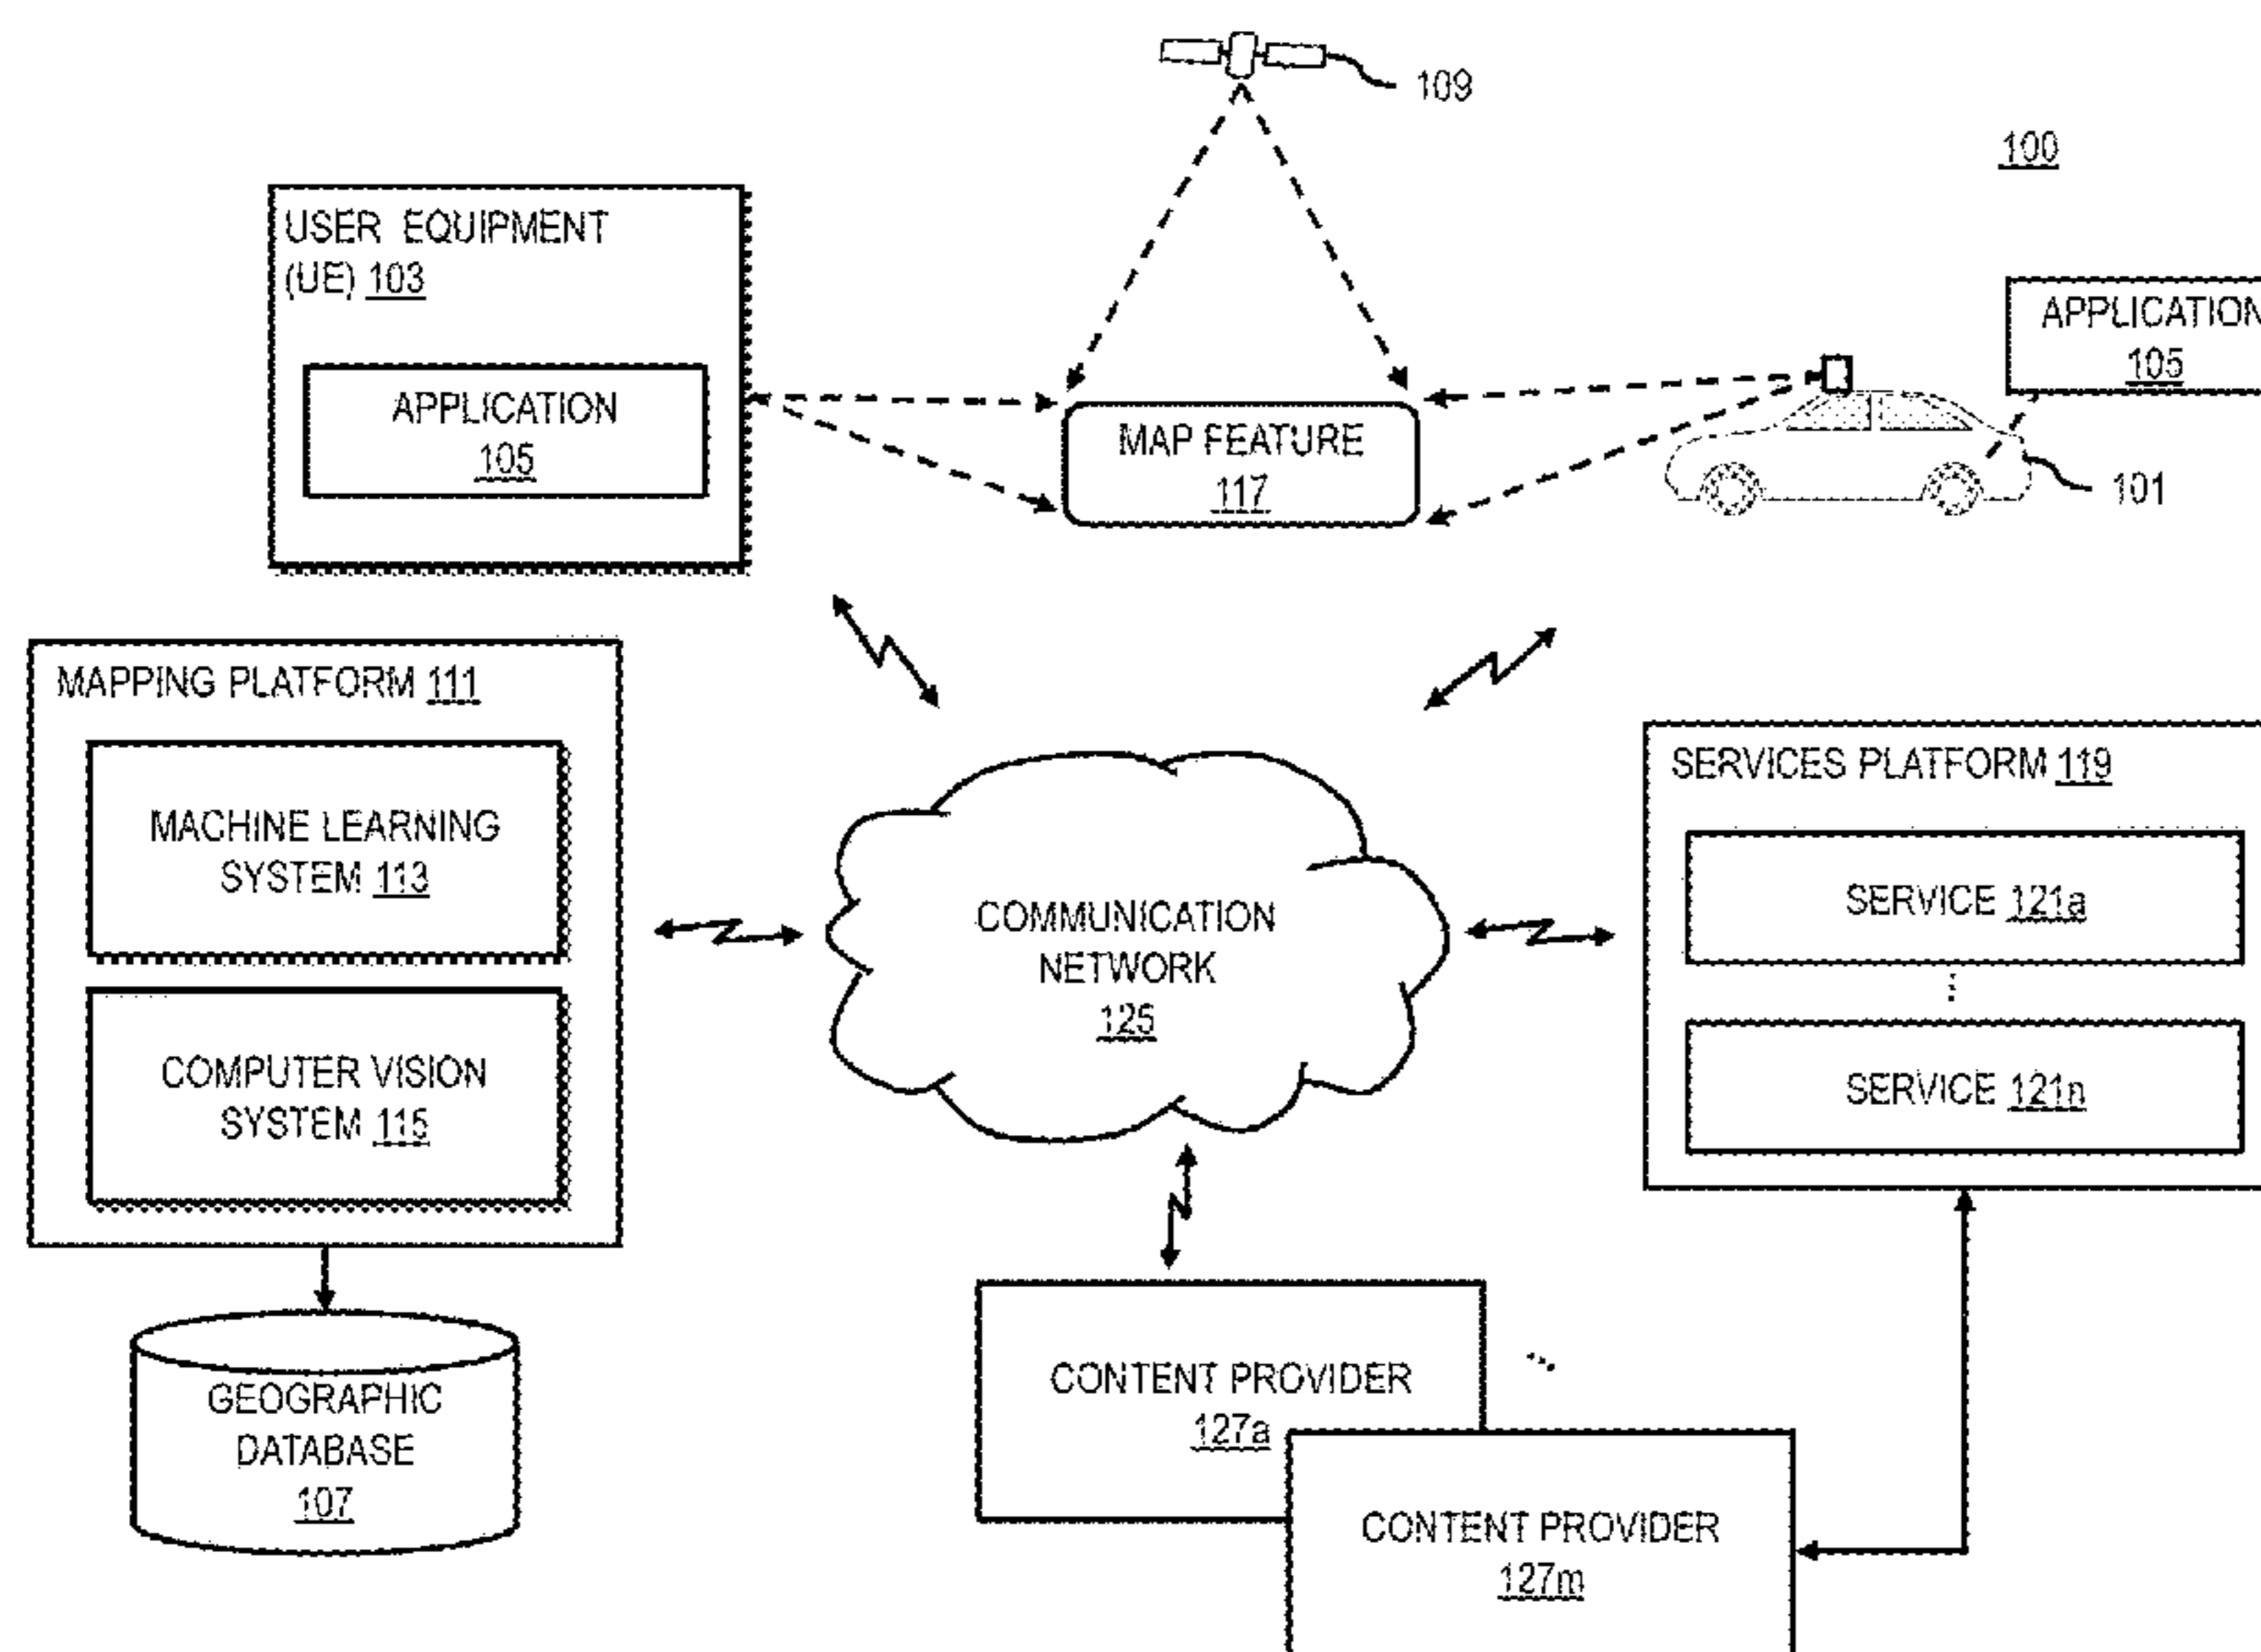 109
100
USER EQUIPMENT
(UE) 103
APPLICATION
105
MAP FEATURE
117
APPLICATION
105
101
MAPPING PLATFORM 111
MACHINE LEARNING
SYSTEM 113
COMPUTER VISION
SYSTEM 115
GEOGRAPHIC
DATABASE
107
COMMUNICATION
NETWORK
125
SERVICES PLATFORM 119
SERVICE 121a
⋮
SERVICE 121n
CONTENT PROVIDER
127a
CONTENT PROVIDER
127m